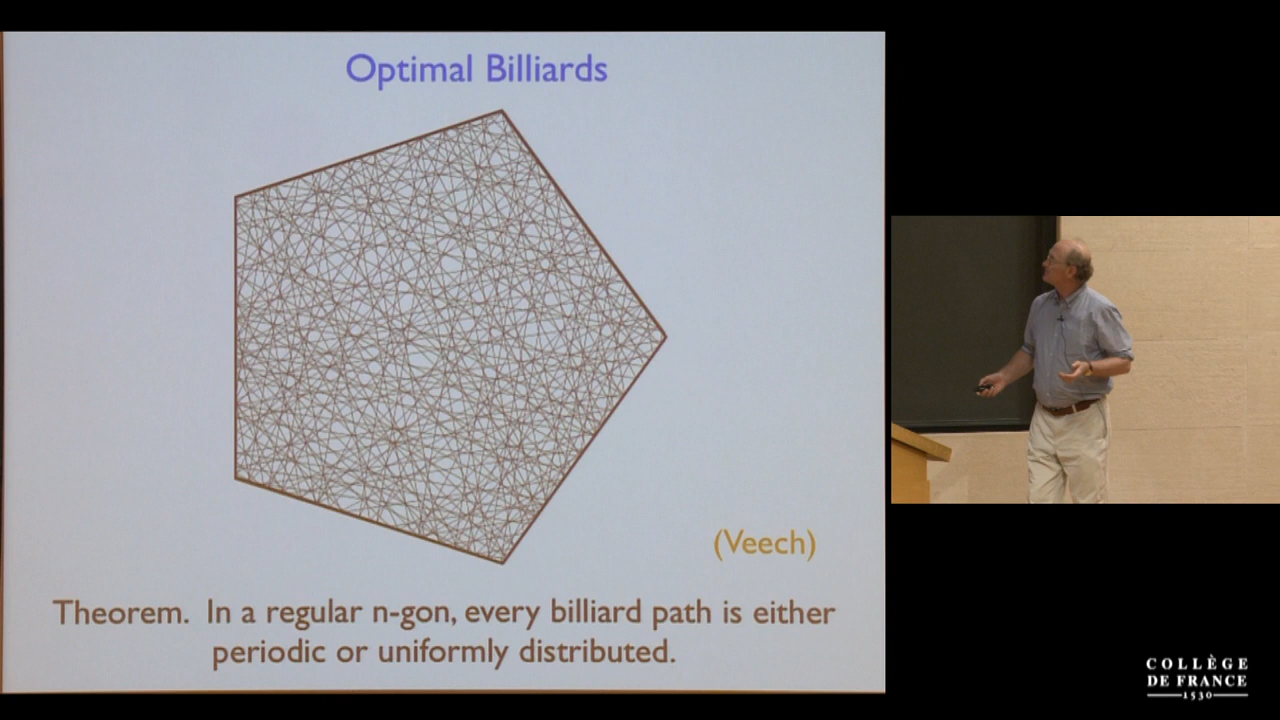 Optimal Billiards
(Veech)
Theorem. In a regular n-gon, every billiard path is either
periodic or uniformly distributed.
COLLÈGE
DE FRANCE
1530